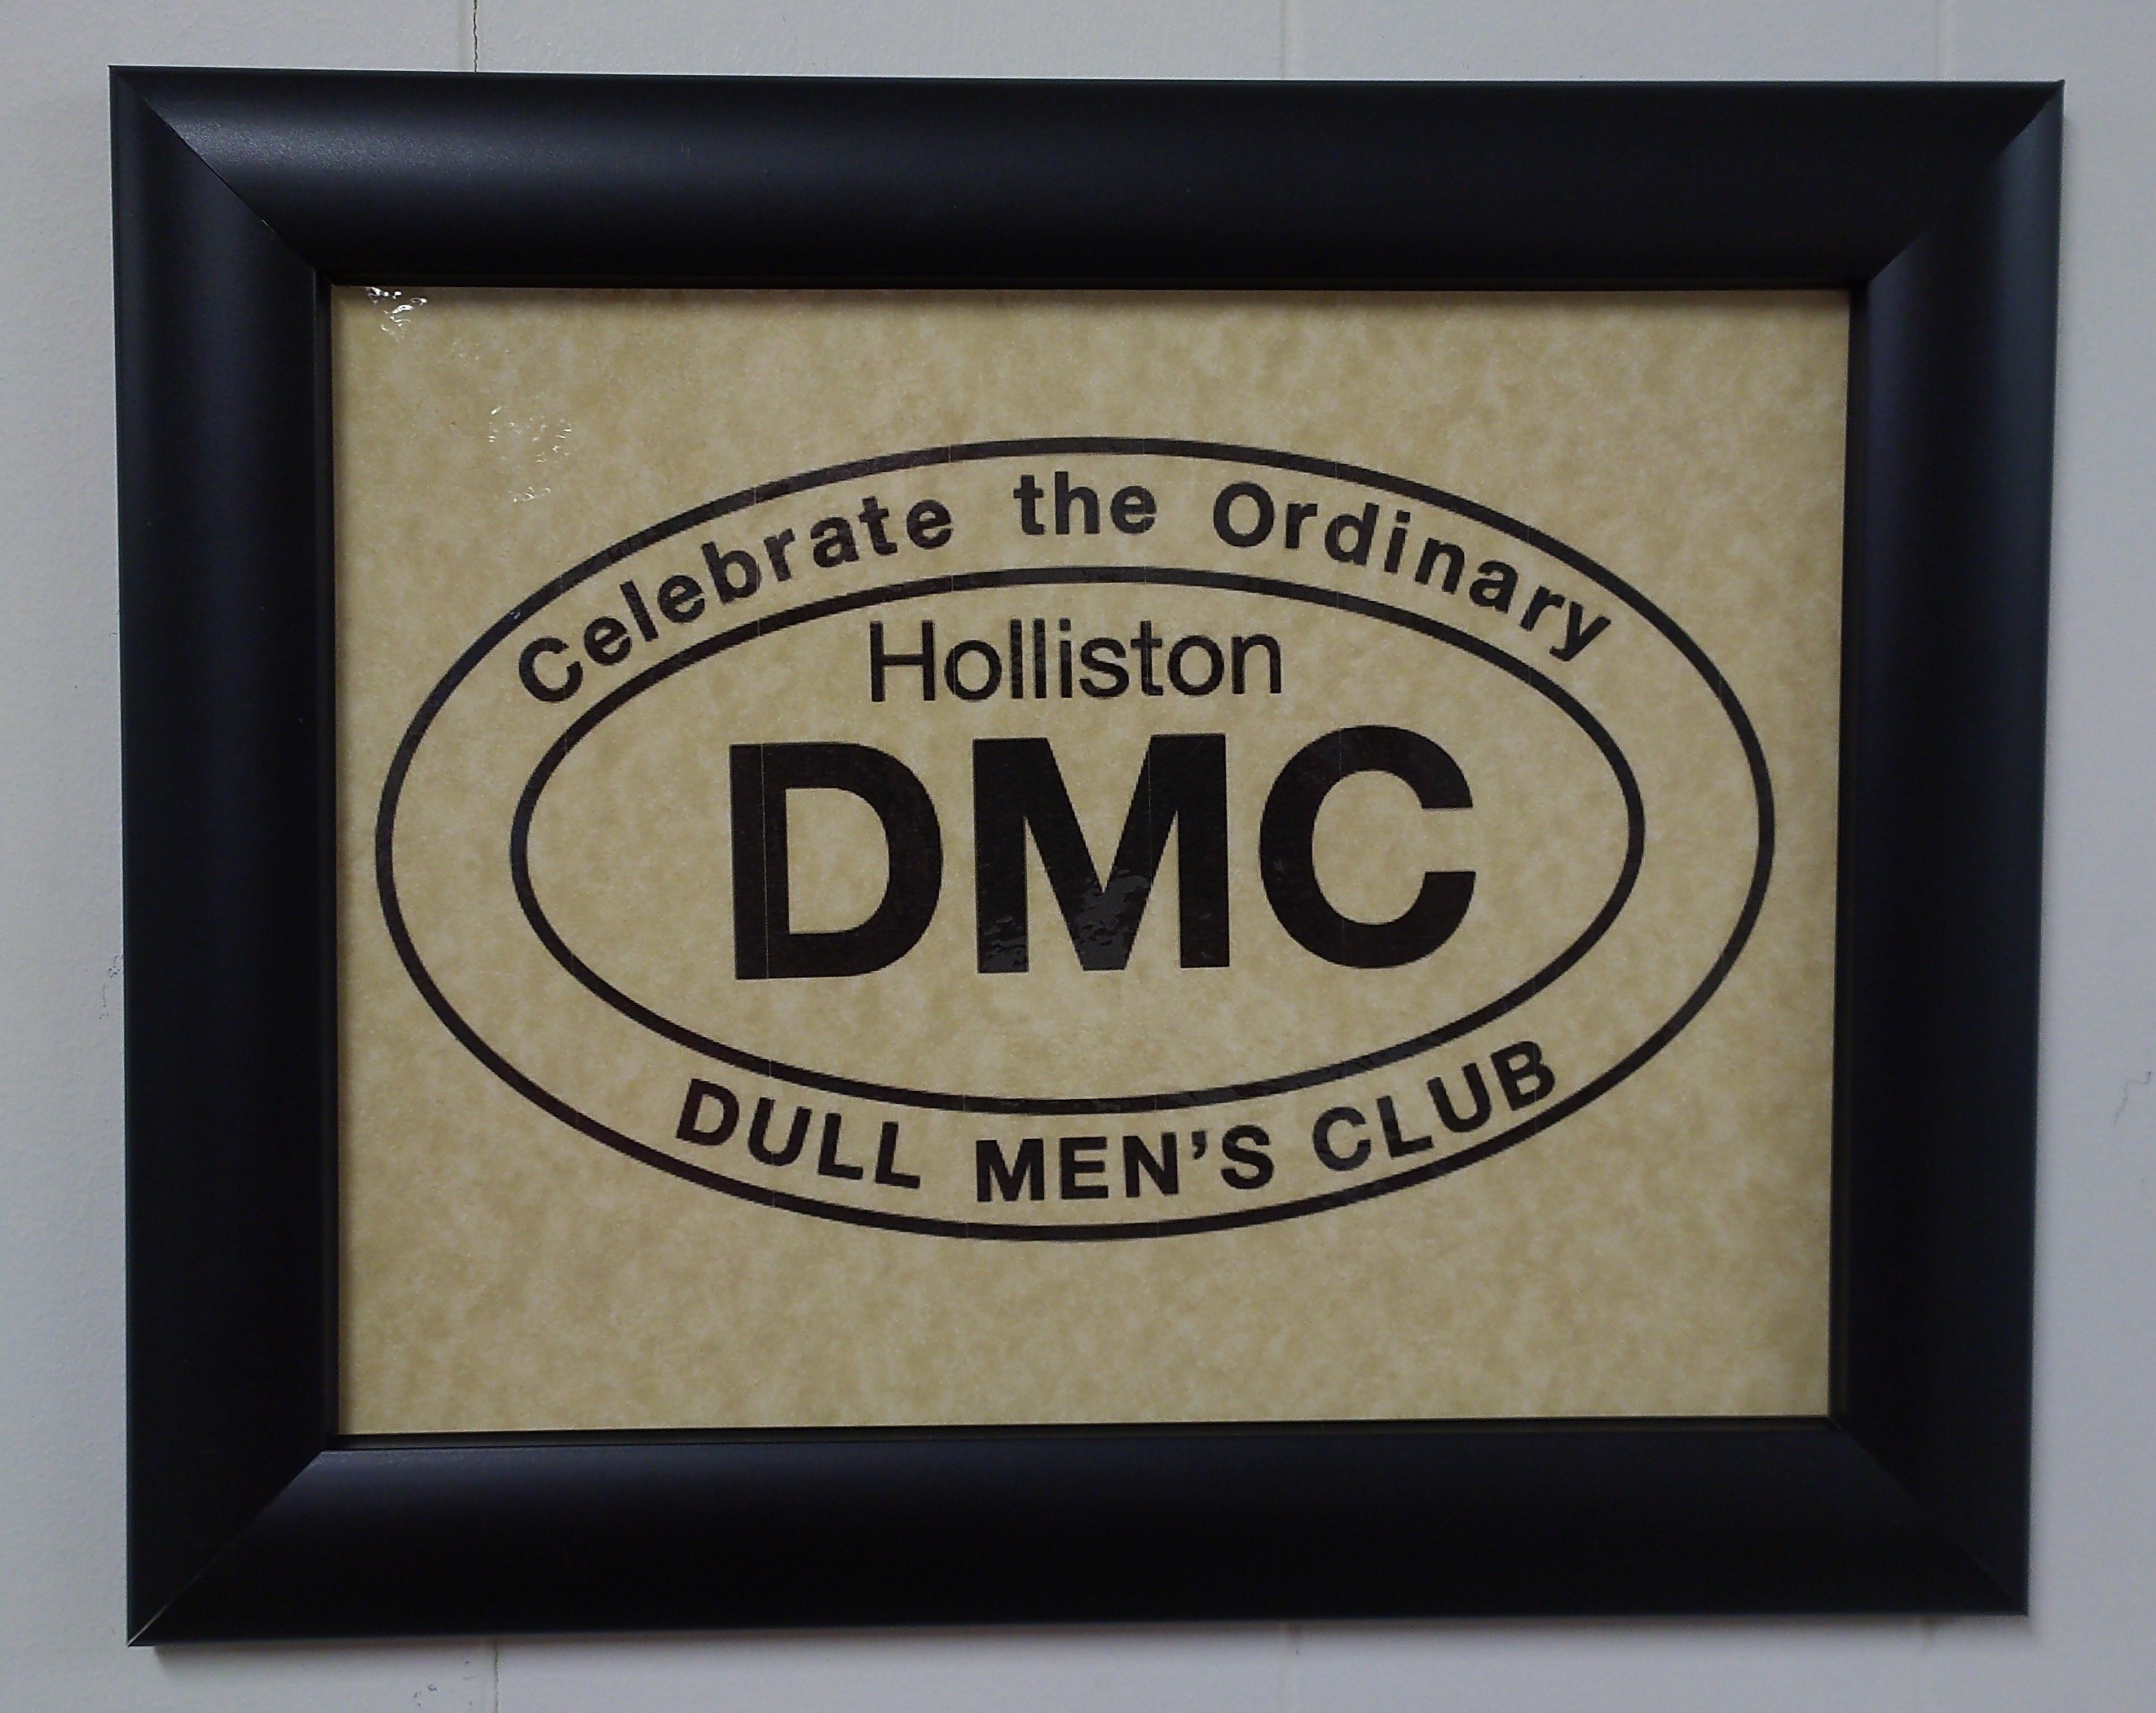 Celebrate the Ordinary
Holliston
DMC
DULL MEN'S CLUB